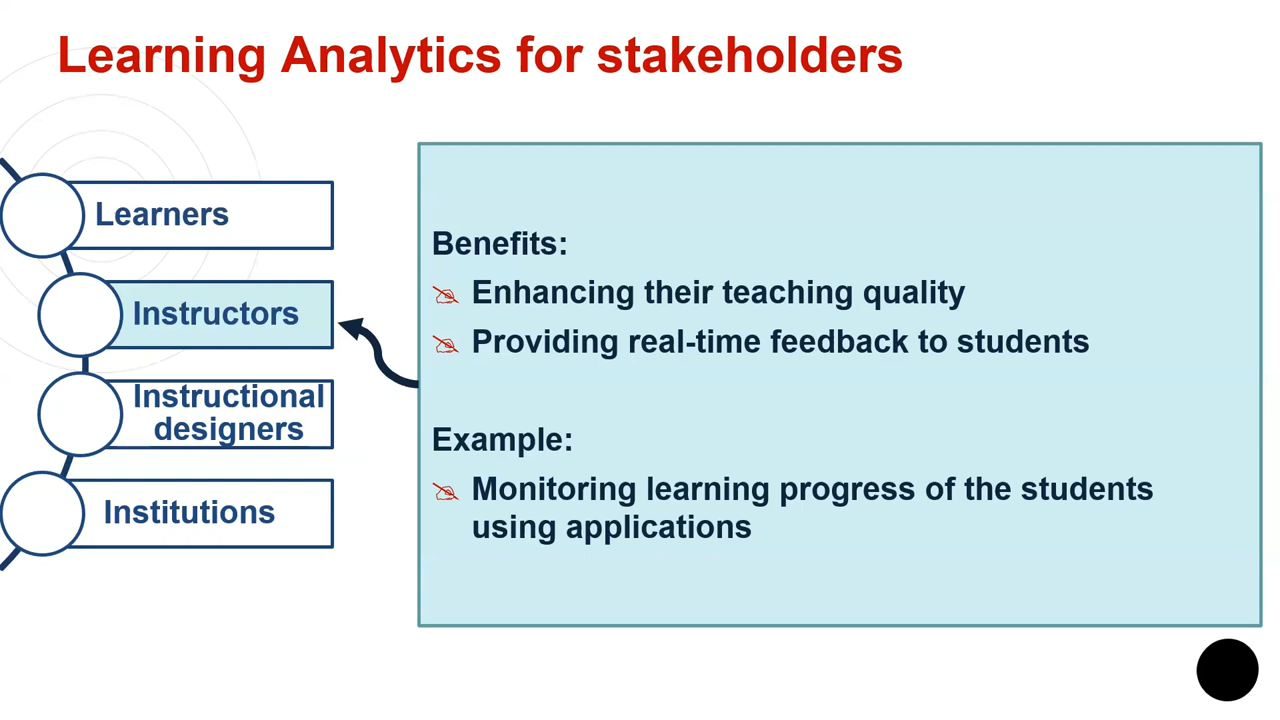 Learning Analytics for stakeholders
Learners
Instructors
Instructional
designers
Institutions
Benefits:
Enhancing their teaching quality
Providing real-time feedback to students
Example:
Monitoring learning progress of the students
using applications